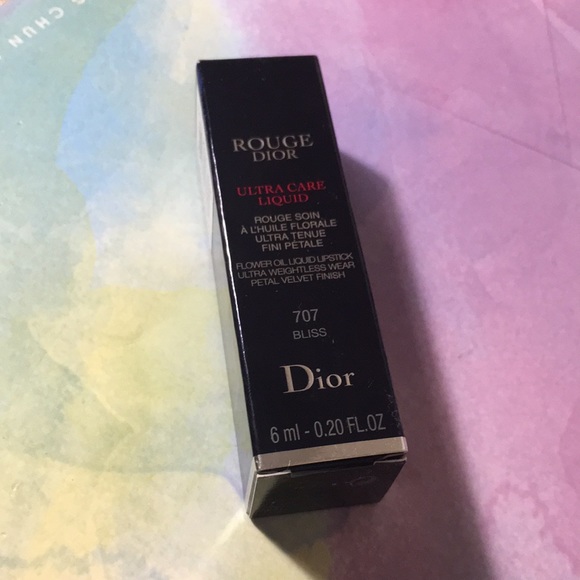 CHUN
ROUGE
DIOR
ULTRA CARE
LIQUID
ROUGE SOIN
À L'HUILE FLORALE
ULTRA TENUE
FINI PÉTALE
FLOWER OIL LIQUID LIPSTICK
ULTRA WEIGHTLESS WEAR
PETAL VELVET FINISH
707
BLISS
Dior
6 ml - 0.20 FL.OZ